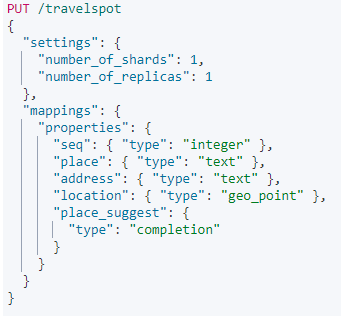 PUT /travelspot
{
  "settings": {
    "number_of_shards": 1,
    "number_of_replicas": 1
  },
  "mappings": {
    "properties": {
      "seq": { "type": "integer" },
      "place": { "type": "text" },
      "address": { "type": "text" },
      "location": { "type": "geo_point" },
      "place_suggest": {
        "type": "completion"
      }
    }
  }
}